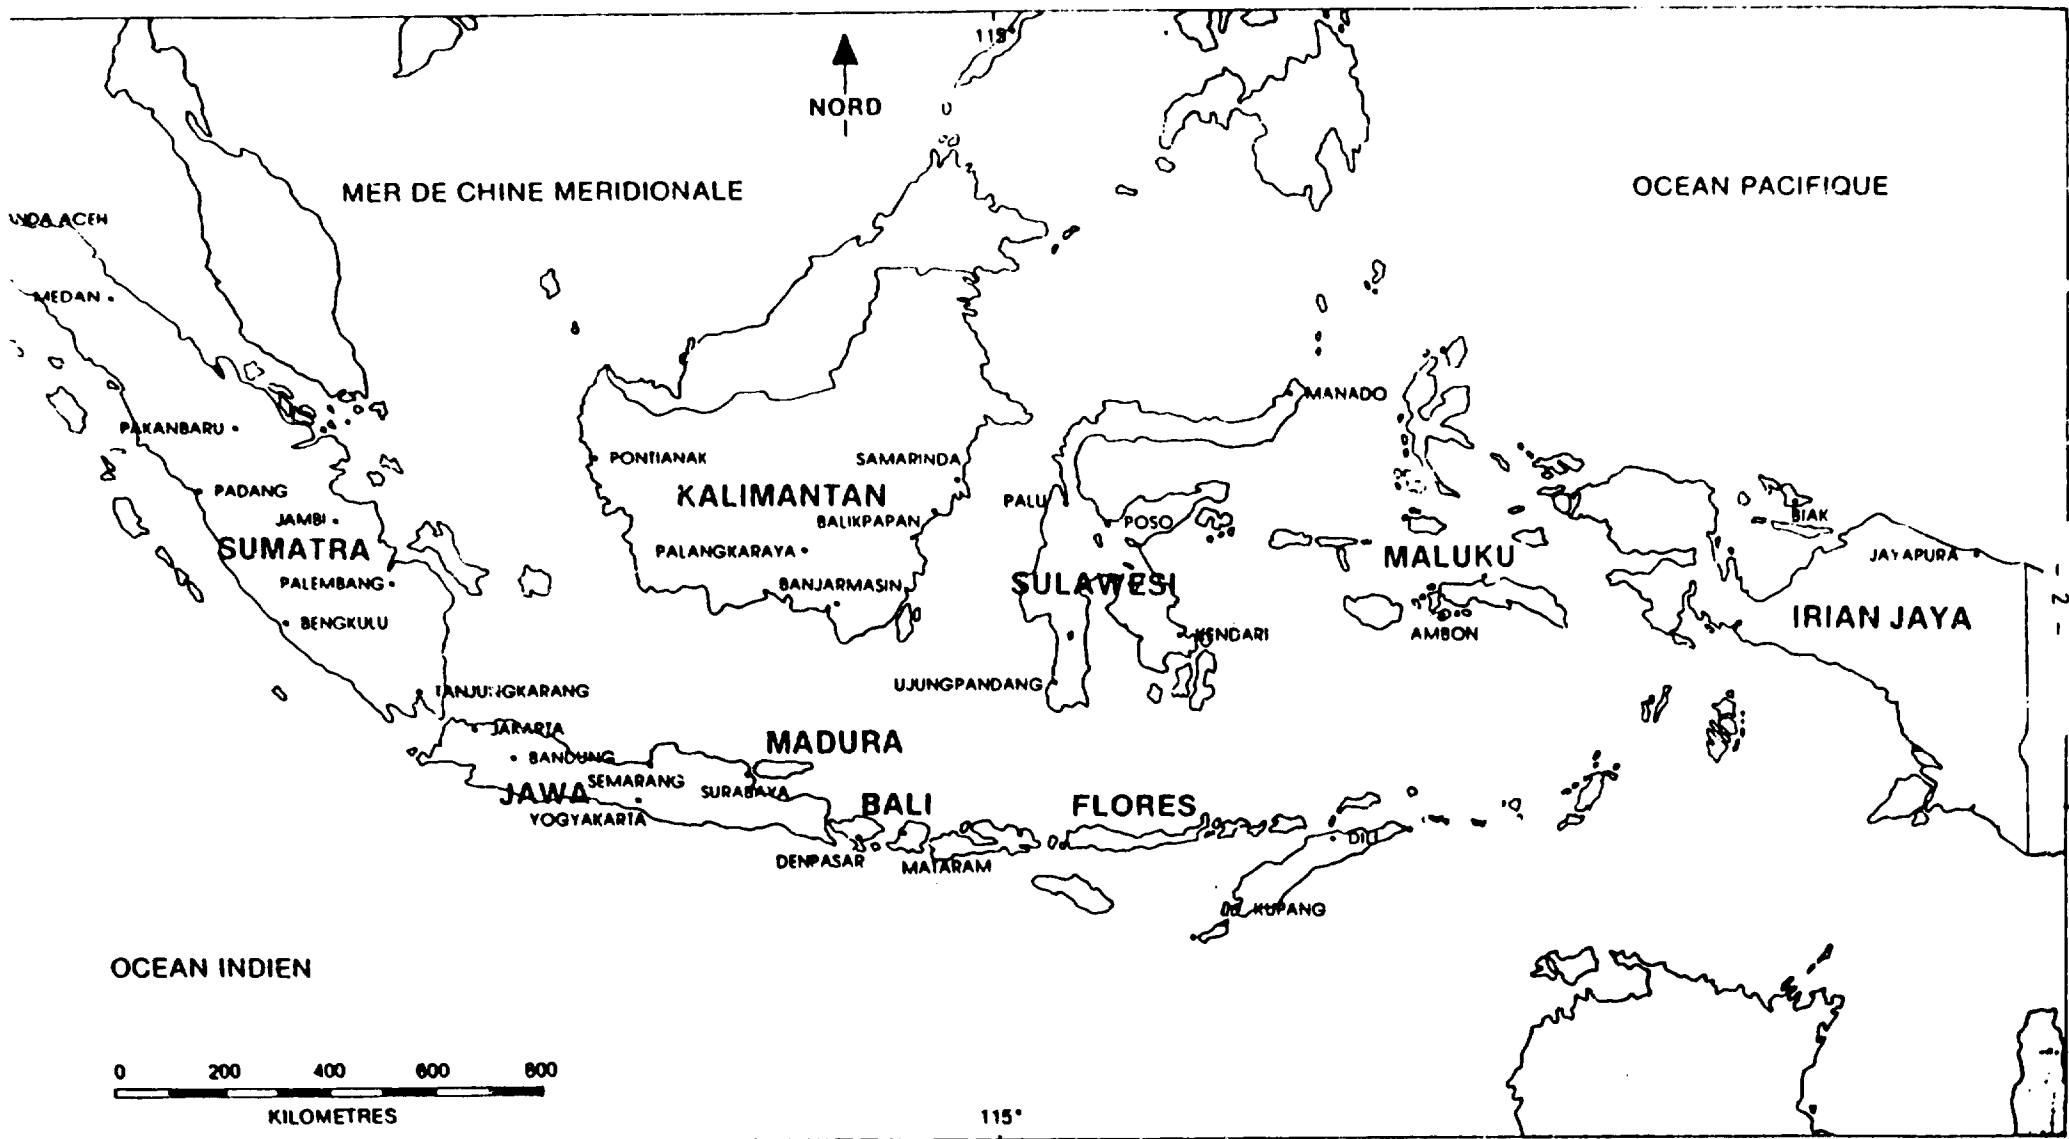 115°
NORD
MER DE CHINE MERIDIONALE
OCEAN PACIFIQUE
ANDA ACEH
MEDAN
MANADO
PAKANBARU
PONTIANAK
SAMARINDA
KALIMANTAN
PADANG
PALU
JAMBI
BALIKPAPAN
POSO
BIAK
SUMATRA
PALANGKARAYA
MALUKU
JAYAPURA
PALEMBANG
BANJARMASIN
SULAWESI
- 2 -
BENGKULU
KENDARI
AMBON
IRIAN JAYA
TANJUNGKARANG
UJUNGPANDANG
JAKARTA
MADURA
BANDUNG
SEMARANG
JAWA
SURABAYA
BALI
FLORES
YOGYAKARTA
DILI
DENPASAR
MATARAM
KUPANG
OCEAN INDIEN
0 200 400 600 800
KILOMETRES
115°